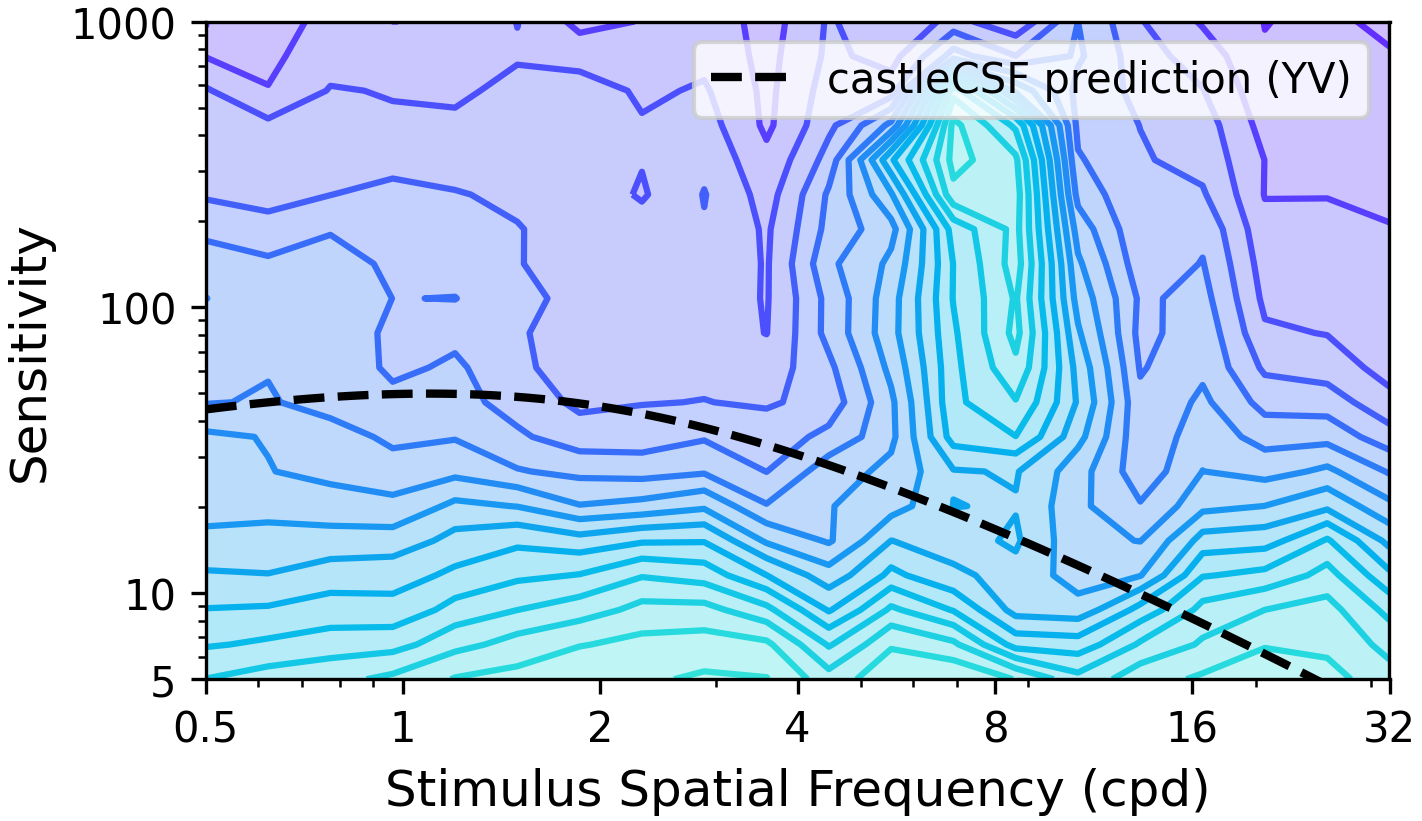 1000
100
10
5
Sensitivity
castleCSF prediction (YV)
0.5 1 2 4 8 16 32
Stimulus Spatial Frequency (cpd)